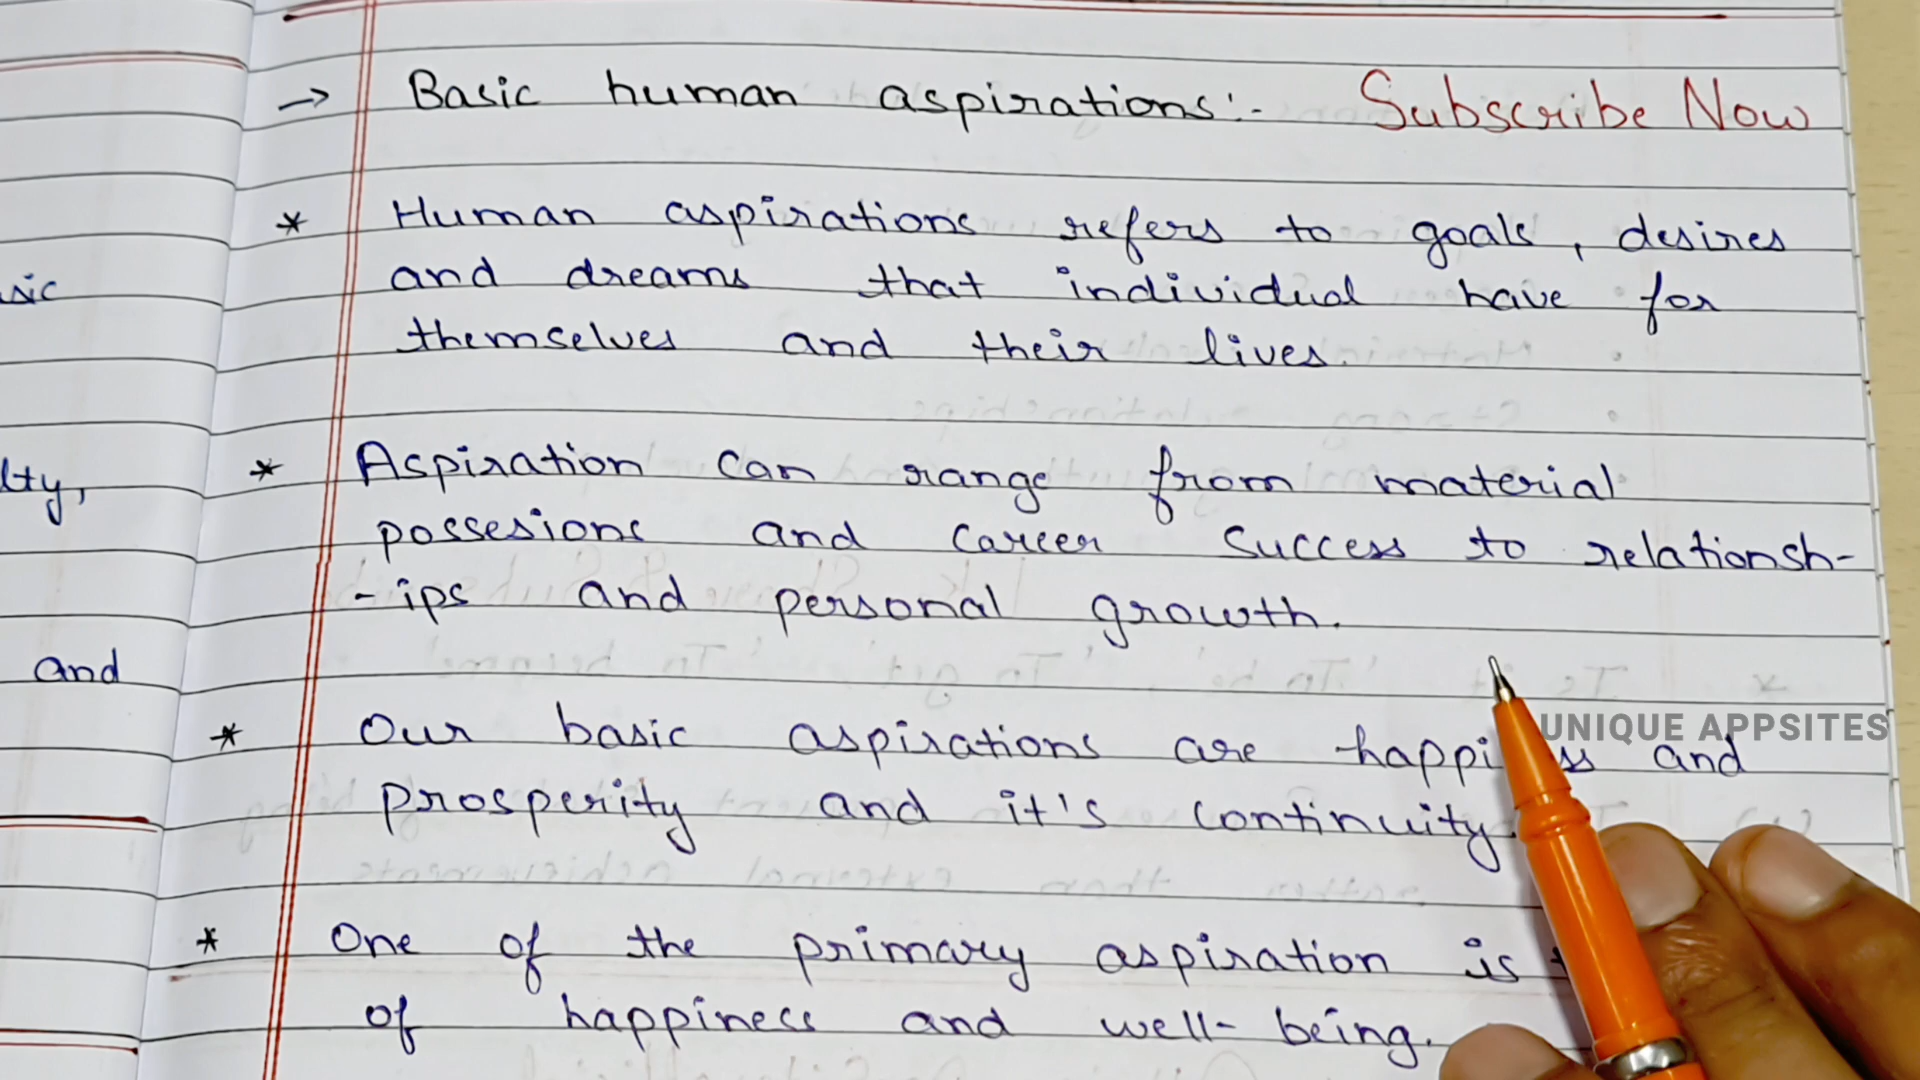 → Basic human aspirations:- Subscribe Now
* Human aspirations refers to goals, desires
sic and dreams that individual have for
themselves and their lives.
* Aspiration can range from material
lty, possesions and career success to relationsh-
-ips and personal growth.
and
* Our basic aspirations are happi ss and
UNIQUE APPSITES
prosperity and it's continuity.
* One of the primary aspiration is
of happiness and well-being.